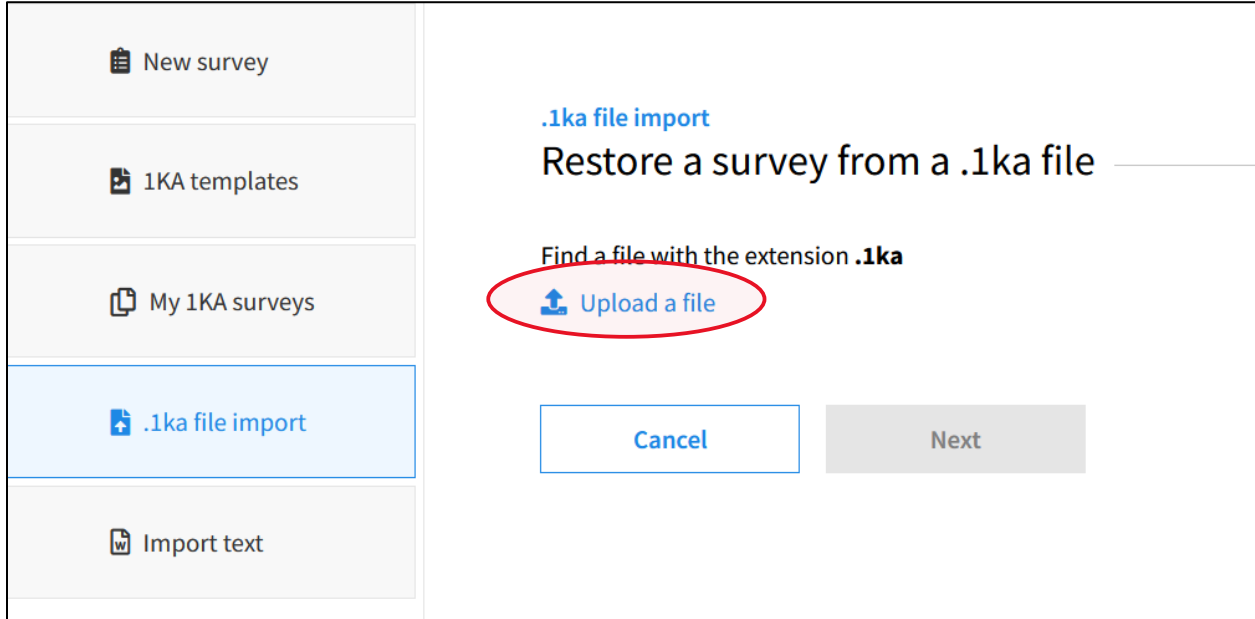 New survey
1KA templates
My 1KA surveys
.1ka file import
Import text
.1ka file import
Restore a survey from a .1ka file
Find a file with the extension .1ka
Upload a file
Cancel
Next